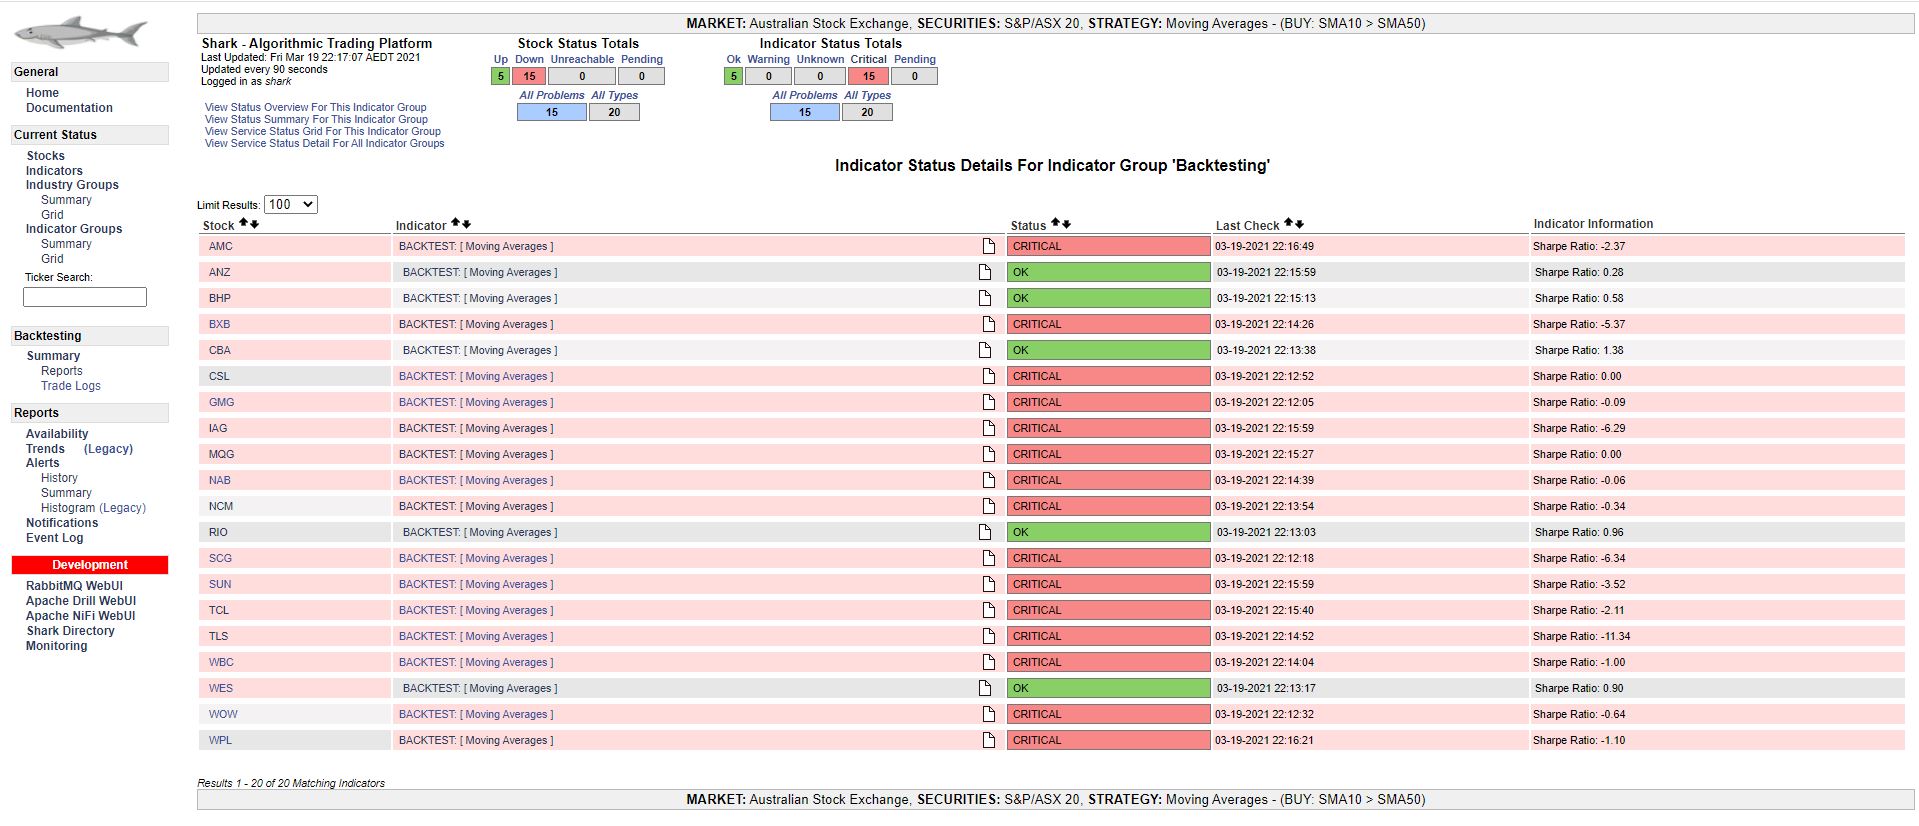 MARKET: Australian Stock Exchange, SECURITIES: S&P/ASX 20, STRATEGY: Moving Averages - (BUY: SMA10 > SMA50)
General
Home
Documentation
Current Status
Stocks
Indicators
Industry Groups
Summary
Grid
Indicator Groups
Summary
Grid
Ticker Search:
Backtesting
Summary
Reports
Trade Logs
Reports
Availability
Trends (Legacy)
Alerts
History
Summary
Histogram (Legacy)
Notifications
Event Log
Development
RabbitMQ WebUI
Apache Drill WebUI
Apache NiFi WebUI
Shark Directory
Monitoring
Shark - Algorithmic Trading Platform
Last Updated: Fri Mar 19 22:17:07 AEDT 2021
Updated every 90 seconds
Logged in as shark
View Status Overview For This Indicator Group
View Status Summary For This Indicator Group
View Service Status Grid For This Indicator Group
View Service Status Detail For All Indicator Groups
Stock Status Totals
Up Down Unreachable Pending
5 15 0 0
All Problems All Types
15 20
Indicator Status Totals
Ok Warning Unknown Critical Pending
5 0 0 15 0
All Problems All Types
15 20
Indicator Status Details For Indicator Group 'Backtesting'
Limit Results: 100
Stock Indicator Status Last Check Indicator Information
AMC BACKTEST: [ Moving Averages ] CRITICAL 03-19-2021 22:16:49 Sharpe Ratio: -2.37
ANZ BACKTEST: [ Moving Averages ] OK 03-19-2021 22:15:59 Sharpe Ratio: 0.28
BHP BACKTEST: [ Moving Averages ] OK 03-19-2021 22:15:13 Sharpe Ratio: 0.58
BXB BACKTEST: [ Moving Averages ] CRITICAL 03-19-2021 22:14:26 Sharpe Ratio: -5.37
CBA BACKTEST: [ Moving Averages ] OK 03-19-2021 22:13:38 Sharpe Ratio: 1.38
CSL BACKTEST: [ Moving Averages ] CRITICAL 03-19-2021 22:12:52 Sharpe Ratio: 0.00
GMG BACKTEST: [ Moving Averages ] CRITICAL 03-19-2021 22:12:05 Sharpe Ratio: -0.09
IAG BACKTEST: [ Moving Averages ] CRITICAL 03-19-2021 22:15:59 Sharpe Ratio: -6.29
MQG BACKTEST: [ Moving Averages ] CRITICAL 03-19-2021 22:15:27 Sharpe Ratio: 0.00
NAB BACKTEST: [ Moving Averages ] CRITICAL 03-19-2021 22:14:39 Sharpe Ratio: -0.06
NCM BACKTEST: [ Moving Averages ] CRITICAL 03-19-2021 22:13:54 Sharpe Ratio: -0.34
RIO BACKTEST: [ Moving Averages ] OK 03-19-2021 22:13:03 Sharpe Ratio: 0.96
SCG BACKTEST: [ Moving Averages ] CRITICAL 03-19-2021 22:12:18 Sharpe Ratio: -6.34
SUN BACKTEST: [ Moving Averages ] CRITICAL 03-19-2021 22:15:59 Sharpe Ratio: -3.52
TCL BACKTEST: [ Moving Averages ] CRITICAL 03-19-2021 22:15:40 Sharpe Ratio: -2.11
TLS BACKTEST: [ Moving Averages ] CRITICAL 03-19-2021 22:14:52 Sharpe Ratio: -11.34
WBC BACKTEST: [ Moving Averages ] CRITICAL 03-19-2021 22:14:04 Sharpe Ratio: -1.00
WES BACKTEST: [ Moving Averages ] OK 03-19-2021 22:13:17 Sharpe Ratio: 0.90
WOW BACKTEST: [ Moving Averages ] CRITICAL 03-19-2021 22:12:32 Sharpe Ratio: -0.64
WPL BACKTEST: [ Moving Averages ] CRITICAL 03-19-2021 22:16:21 Sharpe Ratio: -1.10
Results 1 - 20 of 20 Matching Indicators
MARKET: Australian Stock Exchange, SECURITIES: S&P/ASX 20, STRATEGY: Moving Averages - (BUY: SMA10 > SMA50)